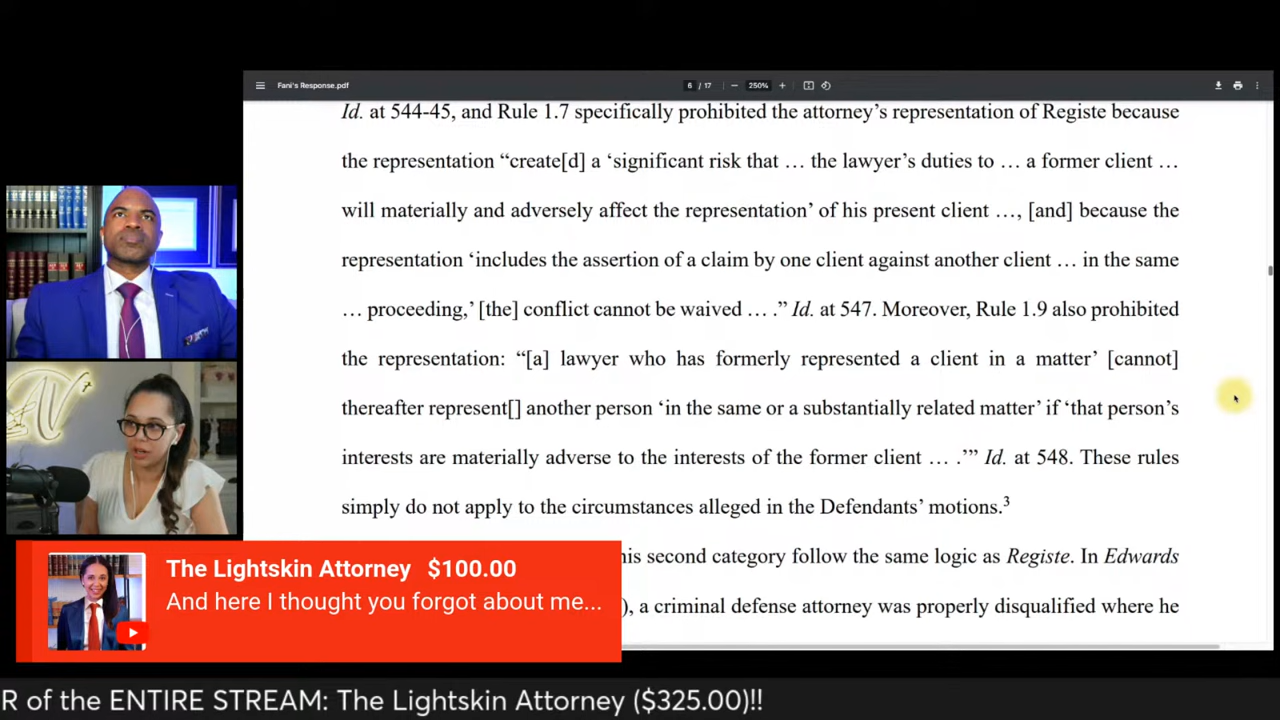 Fani's Response.pdf
6 / 17
250%
Id. at 544-45, and Rule 1.7 specifically prohibited the attorney’s representation of Registe because
the representation “create[d] a ‘significant risk that … the lawyer’s duties to … a former client …
will materially and adversely affect the representation’ of his present client …, [and] because the
representation ‘includes the assertion of a claim by one client against another client … in the same
… proceeding,’ [the] conflict cannot be waived … .” Id. at 547. Moreover, Rule 1.9 also prohibited
the representation: “[a] lawyer who has formerly represented a client in a matter’ [cannot]
thereafter represent[] another person ‘in the same or a substantially related matter’ if ‘that person’s
interests are materially adverse to the interests of the former client … .’” Id. at 548. These rules
simply do not apply to the circumstances alleged in the Defendants’ motions.3
his second category follow the same logic as Registe. In Edwards
), a criminal defense attorney was properly disqualified where he
The Lightskin Attorney $100.00
And here I thought you forgot about me...
R of the ENTIRE STREAM: The Lightskin Attorney ($325.00)!!